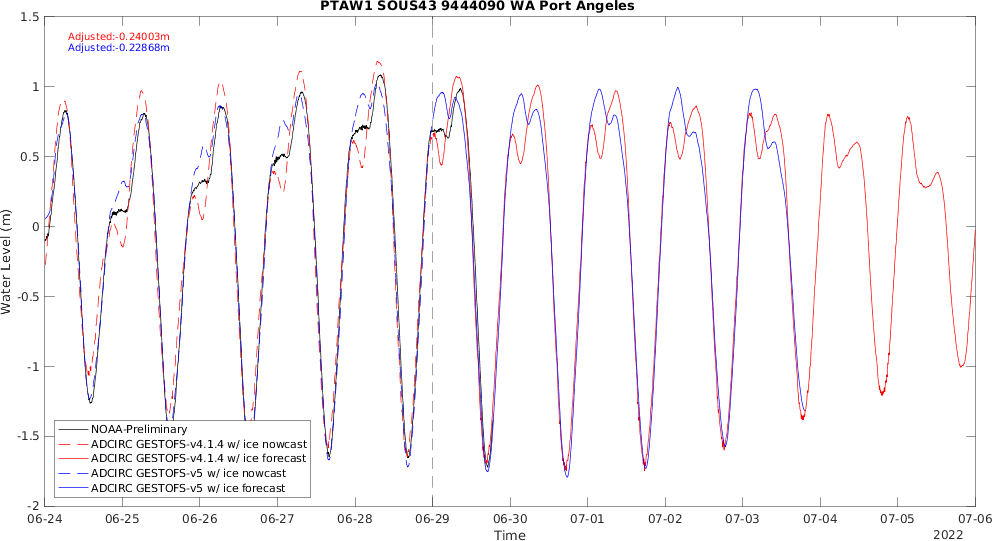 PTAW1 SOUS43 9444090 WA Port Angeles
Adjusted:-0.24003m
Adjusted:-0.22868m
Water Level (m)
1.5
1
0.5
0
-0.5
-1
-1.5
-2
NOAA-Preliminary
ADCIRC GESTOFS-v4.1.4 w/ ice nowcast
ADCIRC GESTOFS-v4.1.4 w/ ice forecast
ADCIRC GESTOFS-v5 w/ ice nowcast
ADCIRC GESTOFS-v5 w/ ice forecast
06-24 06-25 06-26 06-27 06-28 06-29 06-30 07-01 07-02 07-03 07-04 07-05 07-06
Time
2022